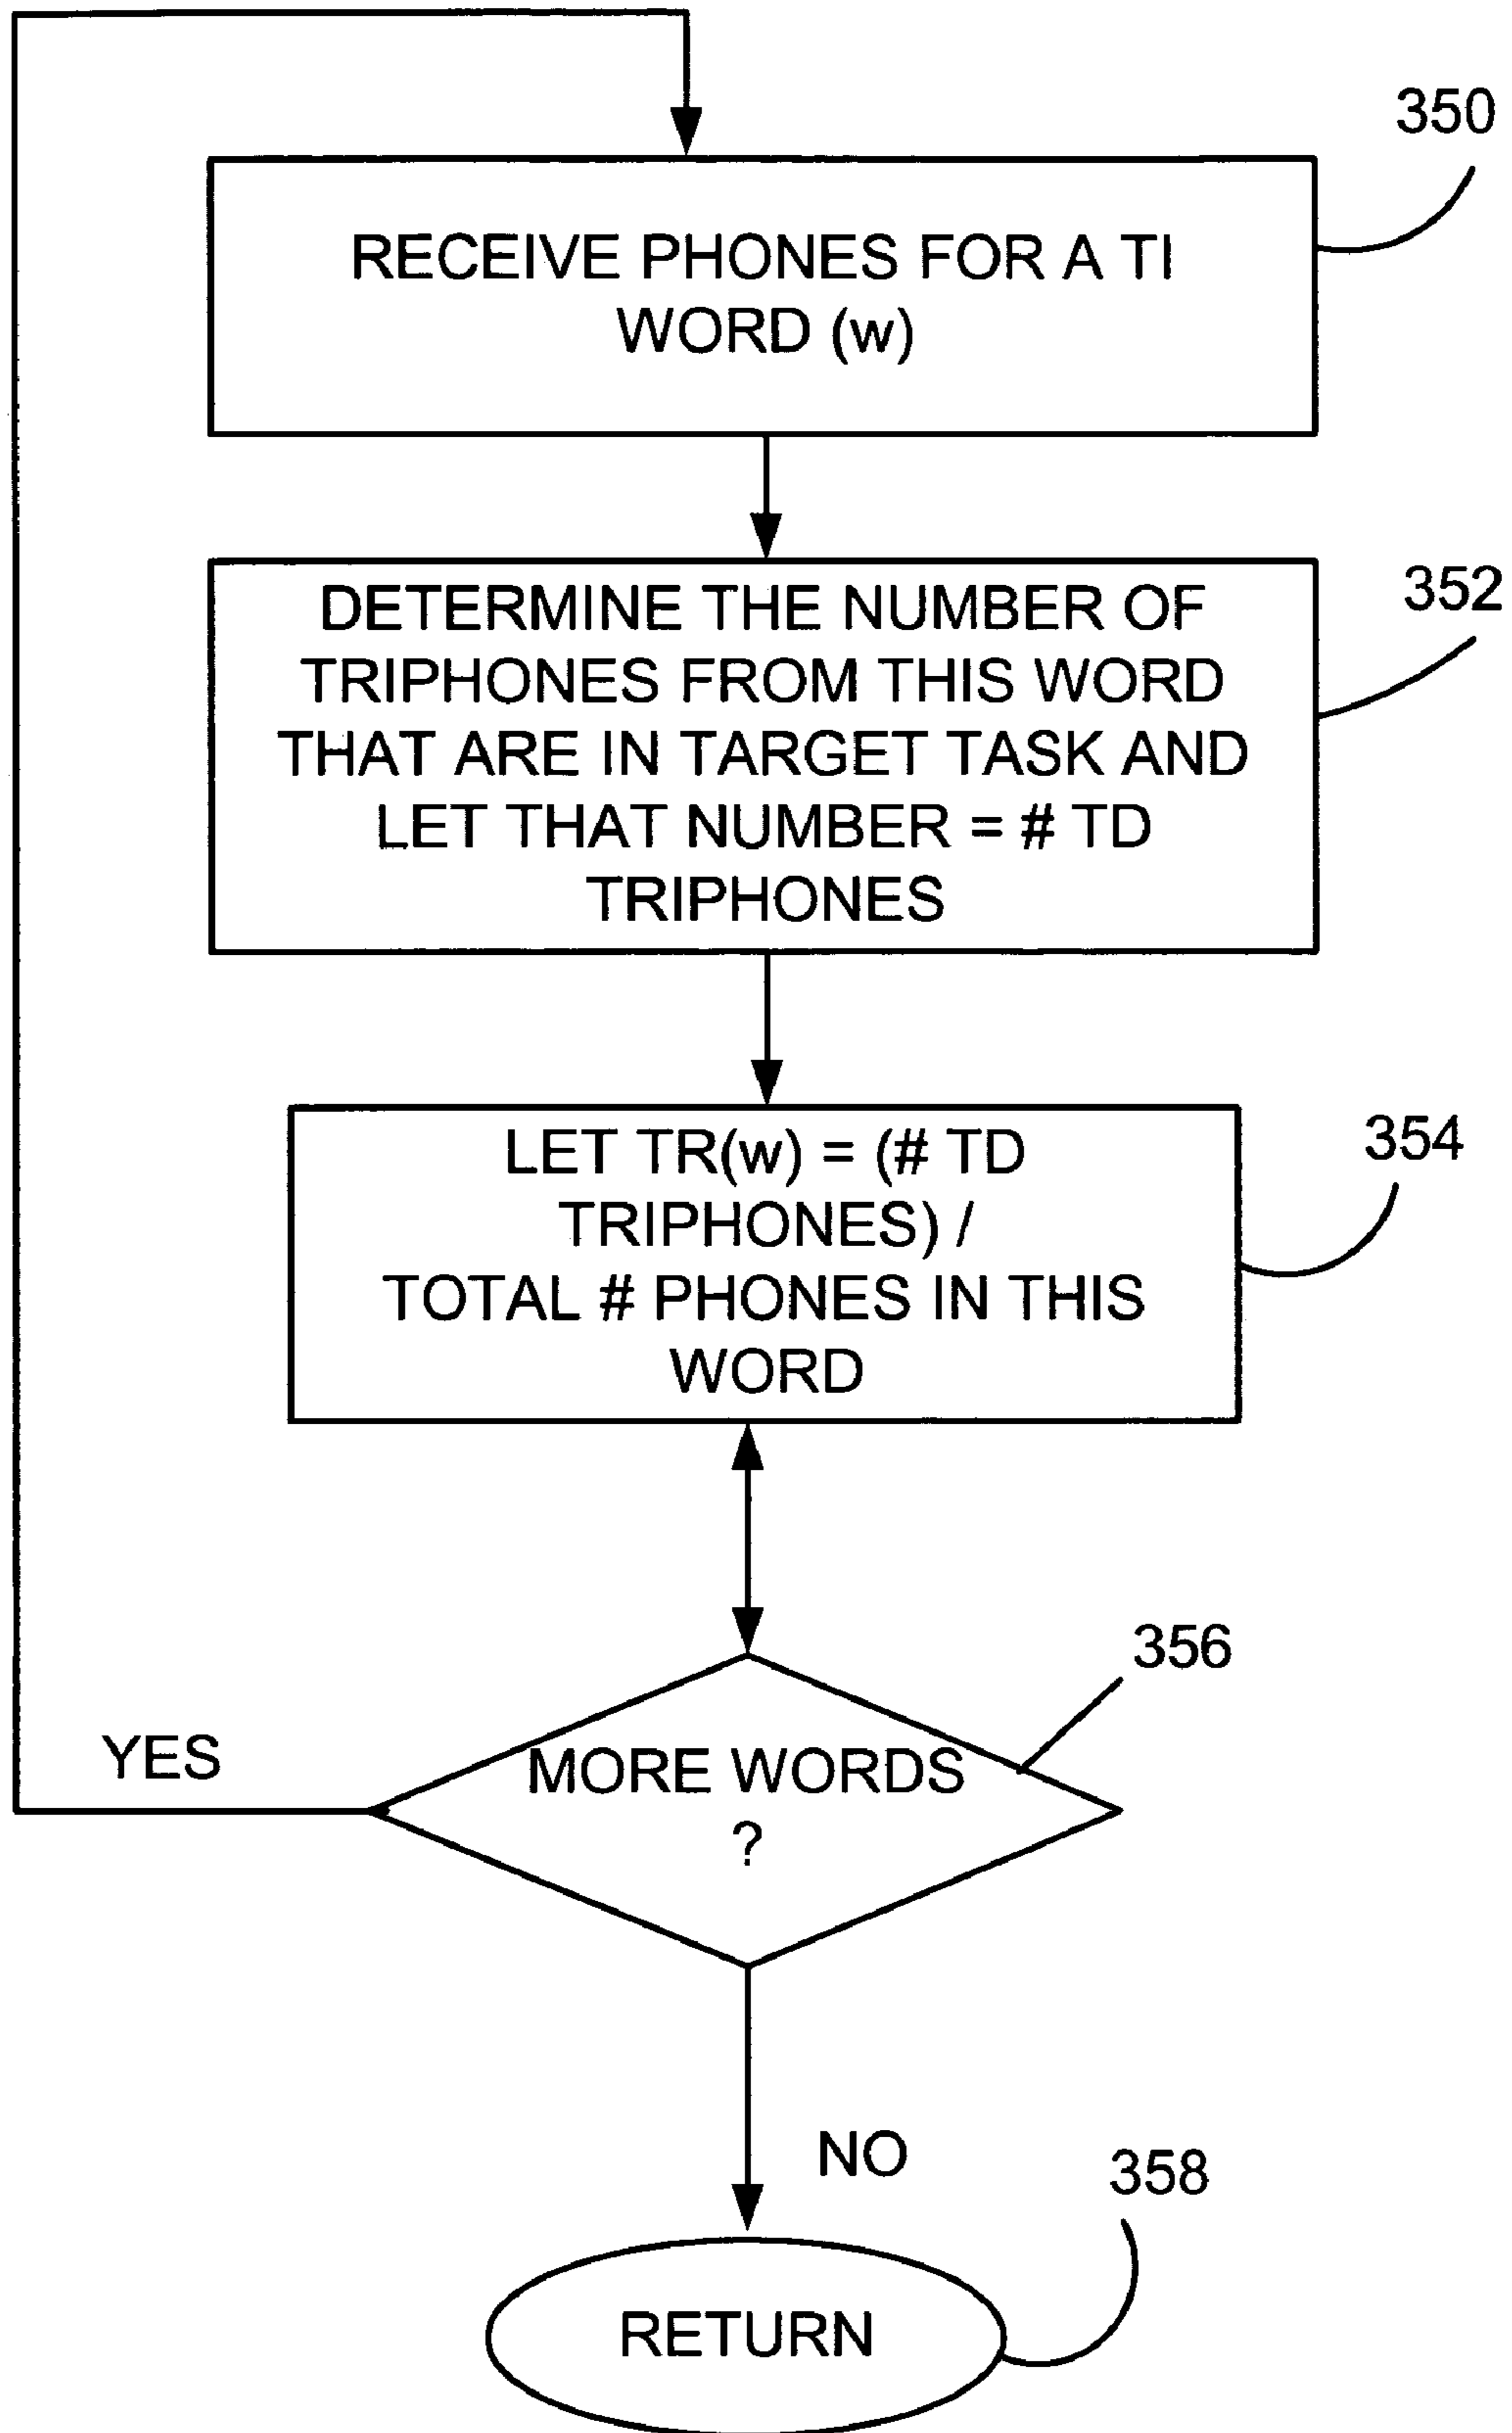 350
RECEIVE PHONES FOR A TI
WORD (w)
352
DETERMINE THE NUMBER OF
TRIPHONES FROM THIS WORD
THAT ARE IN TARGET TASK AND
LET THAT NUMBER = # TD
TRIPHONES
354
LET TR(w) = (# TD
TRIPHONES) /
TOTAL # PHONES IN THIS
WORD
356
YES
MORE WORDS
?
NO
358
RETURN